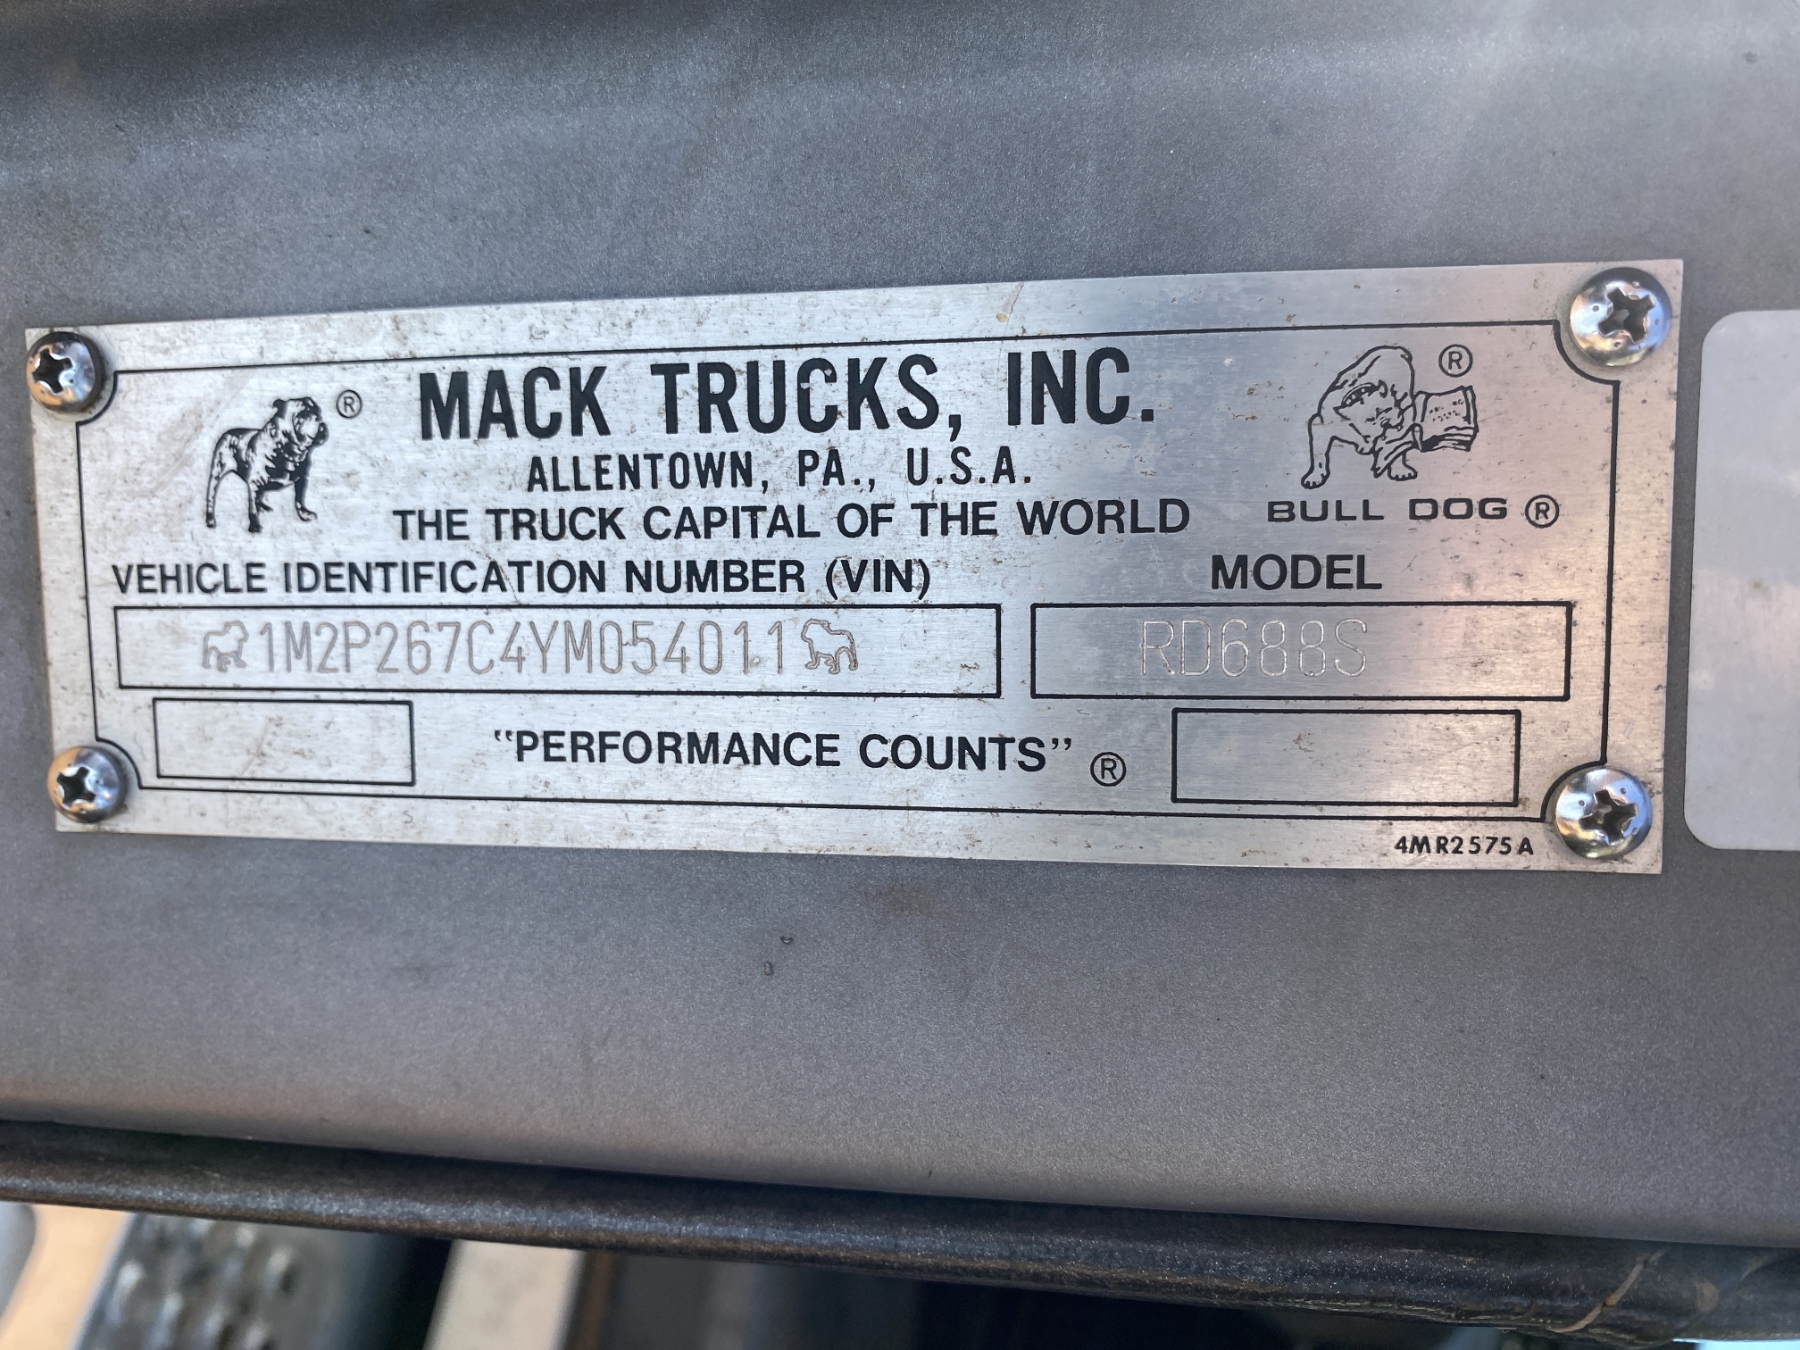 MACK TRUCKS, INC.
ALLENTOWN, PA., U.S.A.
THE TRUCK CAPITAL OF THE WORLD
®
®
BULL DOG ®
VEHICLE IDENTIFICATION NUMBER (VIN)
MODEL
1M2P267C4YM054011
RD688S
"PERFORMANCE COUNTS" ®
4MR2575A